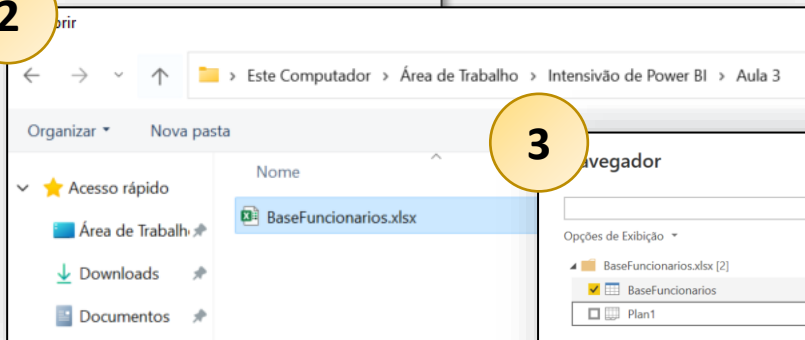 2
brir
Este Computador > Área de Trabalho > Intensivão de Power BI > Aula 3
Organizar
Nova pasta
3
Acesso rápido
Área de Trabalh
Downloads
Documentos
Nome
BaseFuncionarios.xlsx
avegador
Opções de Exibição
BaseFuncionarios.xlsx [2]
BaseFuncionarios
Plan1